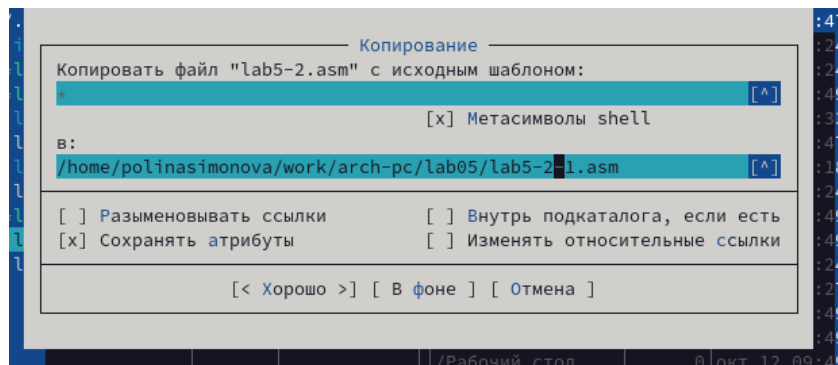 Копирование
Копировать файл "lab5-2.asm" с исходным шаблоном:
* [^]
[x] Метасимволы shell
в:
/home/polinasimonova/work/arch-pc/lab05/lab5-2-1.asm [^]
[ ] Разыменовывать ссылки [ ] Внутрь подкаталога, если есть
[x] Сохранять атрибуты [ ] Изменять относительные ссылки
[< Хорошо >] [ В фоне ] [ Отмена ]
/Рабочий стол 0 окт 12 09:4